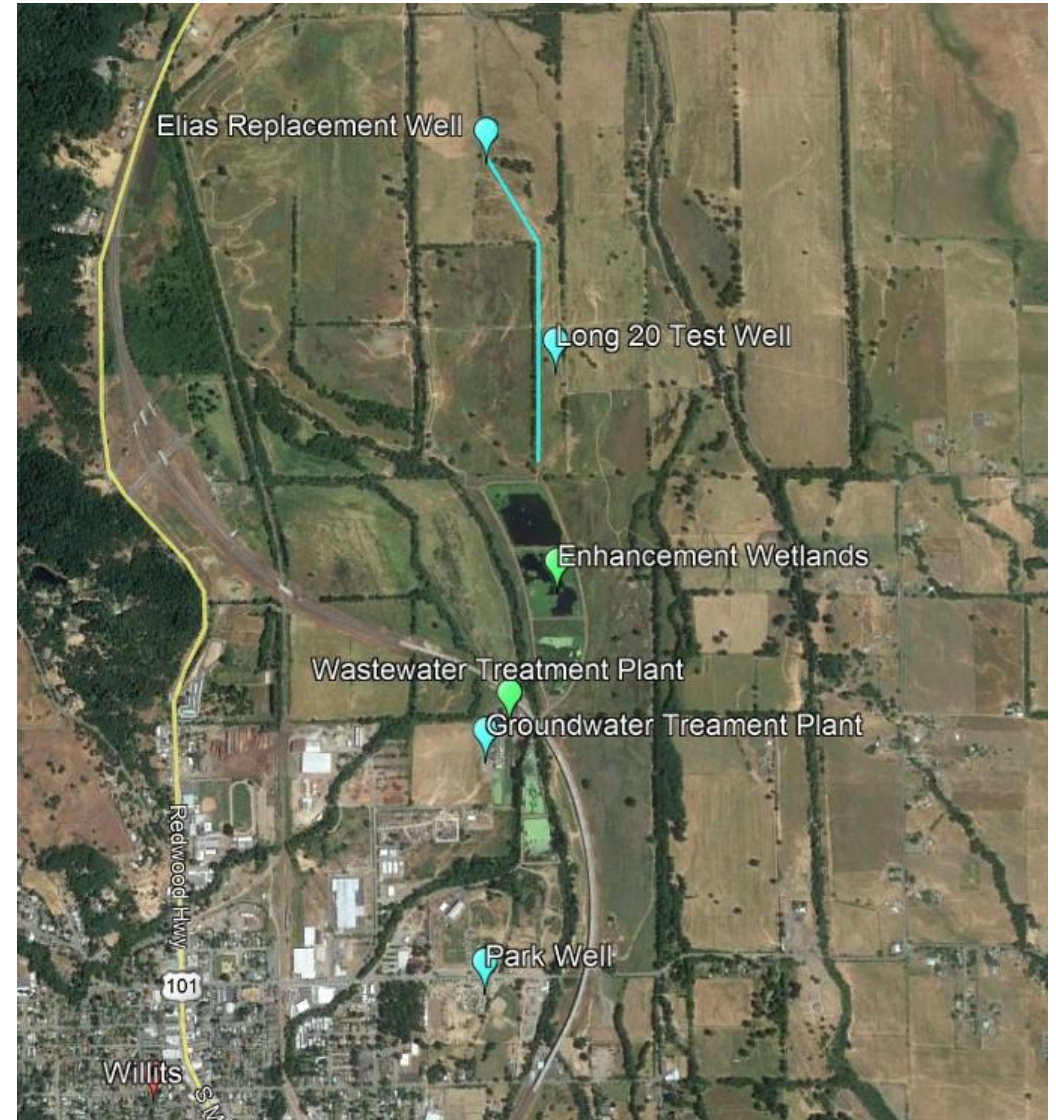 Elias Replacement Well
Long 20 Test Well
Enhancement Wetlands
Wastewater Treatment Plant
Groundwater Treament Plant
Redwood Hwy
Park Well
101
Willits
S M